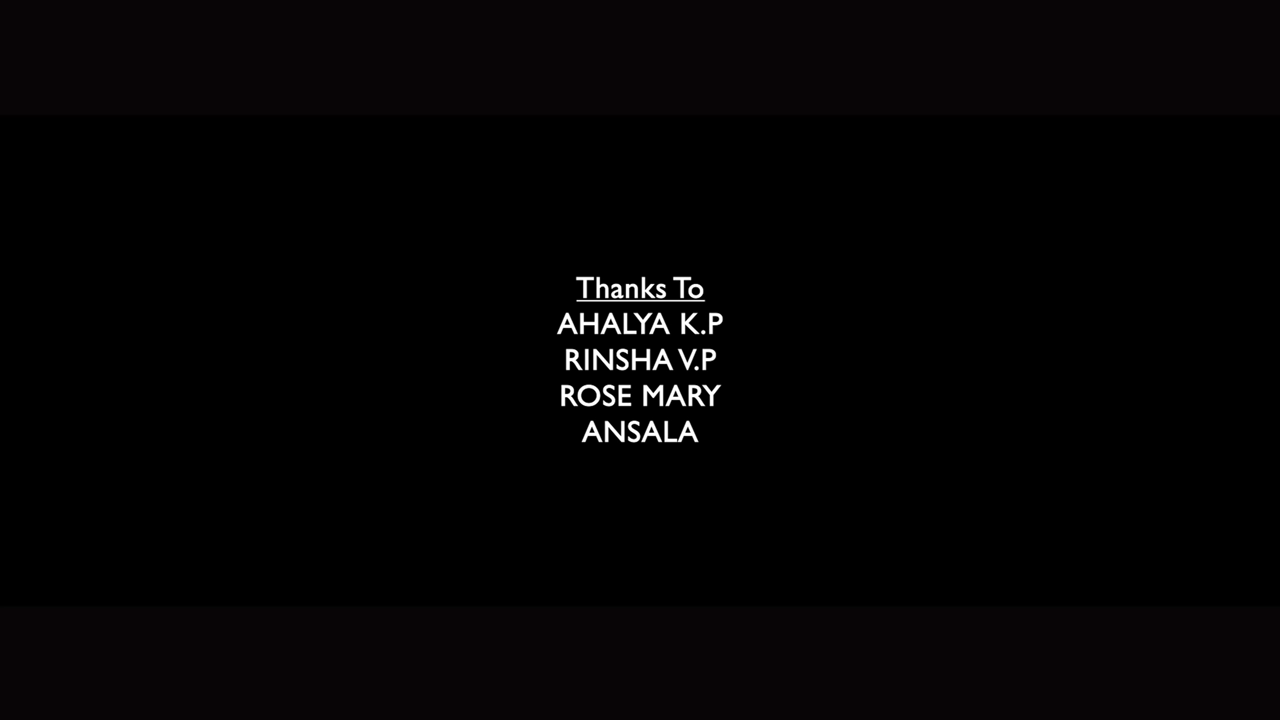 Thanks To
AHALYA K.P
RINSHA V.P
ROSE MARY
ANSALA